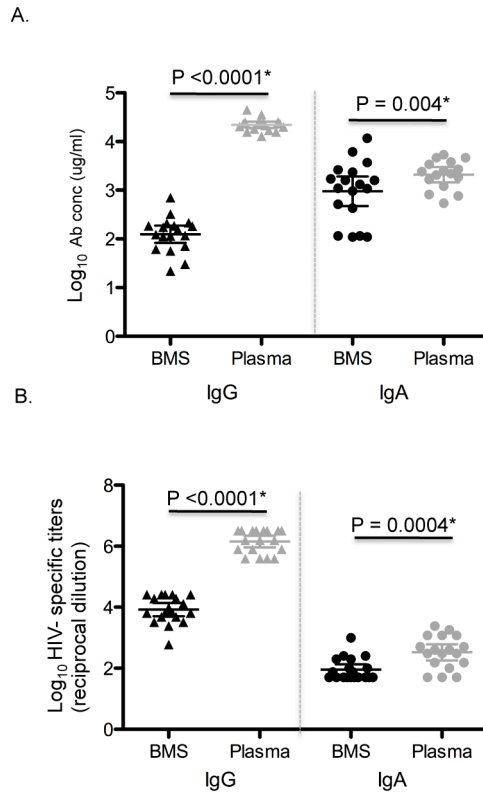 A.
P <0.0001*
P = 0.004*
Log10 Ab conc (ug/ml)
5
4
3
2
1
0
BMS Plasma BMS Plasma
IgG IgA
B.
P <0.0001*
P = 0.0004*
Log10 HIV- specific titers
(reciprocal dilution)
8
6
4
2
0
BMS Plasma BMS Plasma
IgG IgA